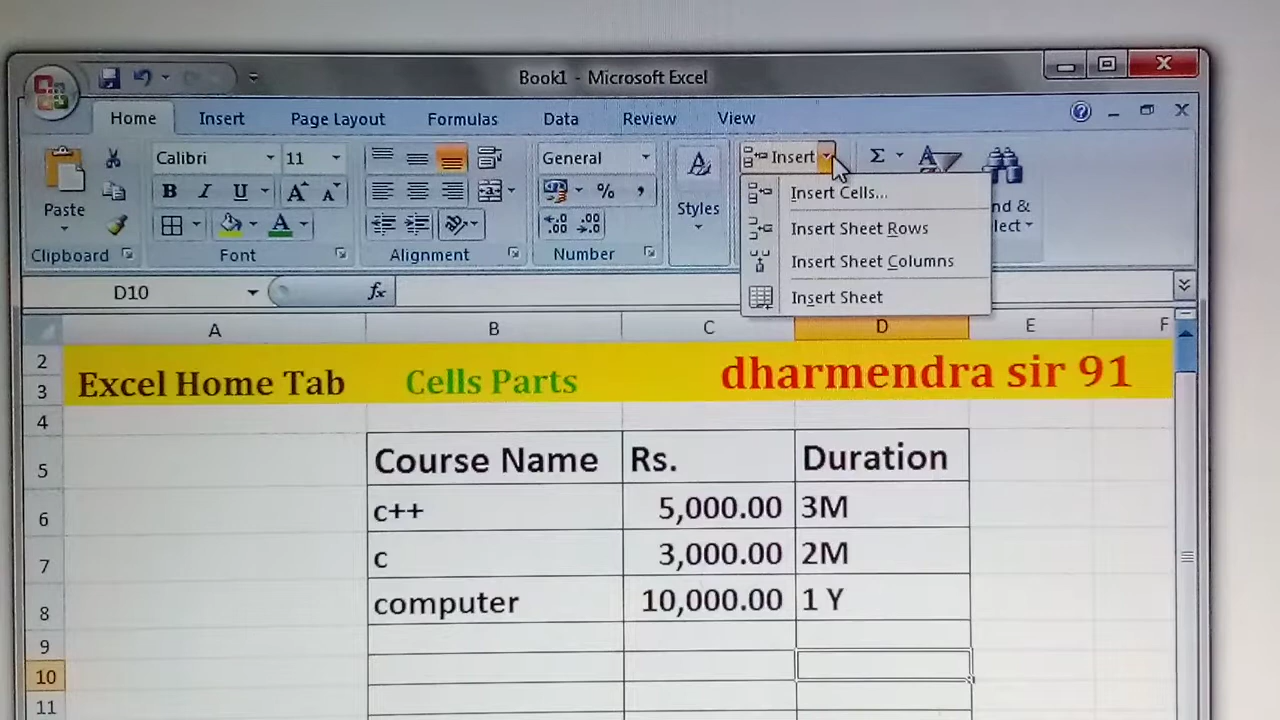 Book1 - Microsoft Excel
Home Insert Page Layout Formulas Data Review View
Calibri 11 General Insert Σ
Insert Cells...
B I U A A % ,
Paste Styles nd &
Insert Sheet Rows lect
A
Clipboard Font Alignment Number
Insert Sheet Columns
D10 fx
Insert Sheet
A B C D E F
2
3 Excel Home Tab Cells Parts dharmendra sir 91
4
5 Course Name Rs. Duration
6 c++ 5,000.00 3M
7 c 3,000.00 2M
8 computer 10,000.00 1 Y
9
10
11